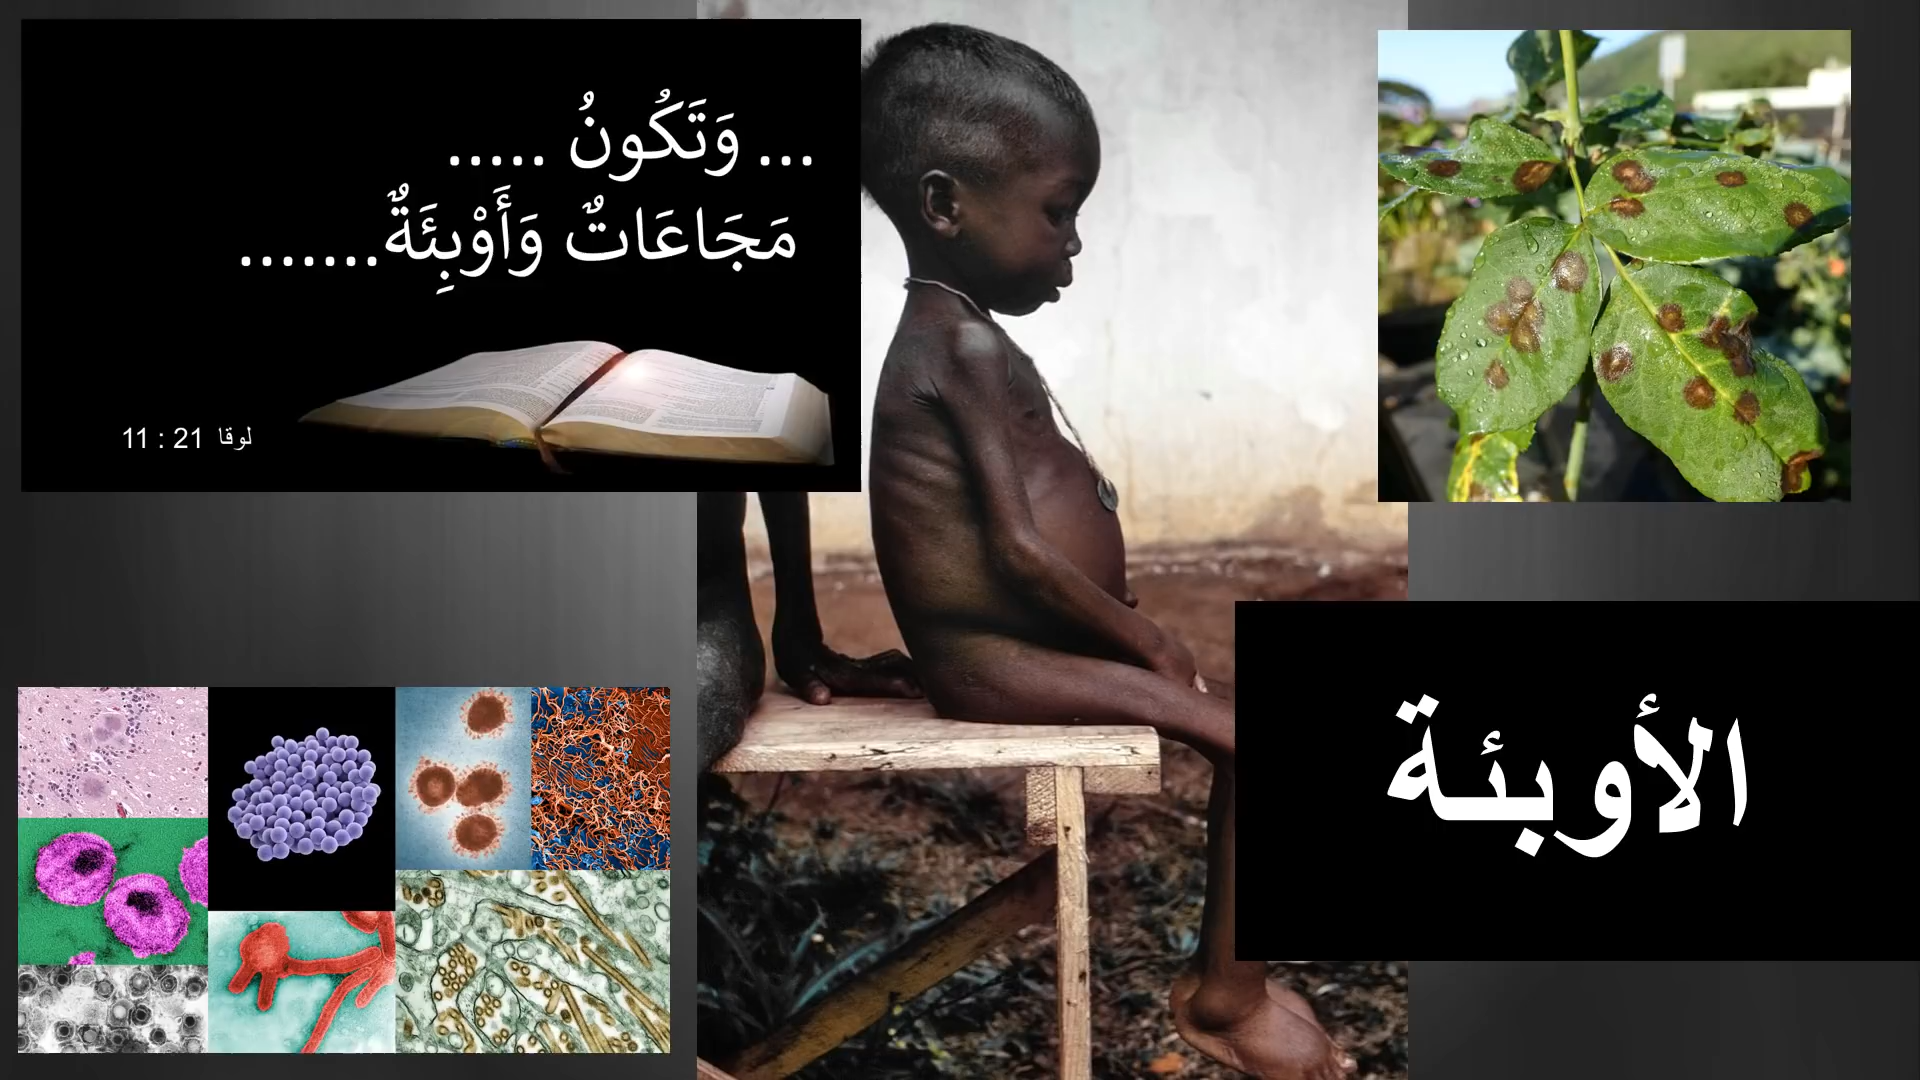 ... وَتَكُونُ .....
مَجَاعَاتٌ وَأَوْبِئَةٌ.......
لوقا 21 : 11
الأوبئة